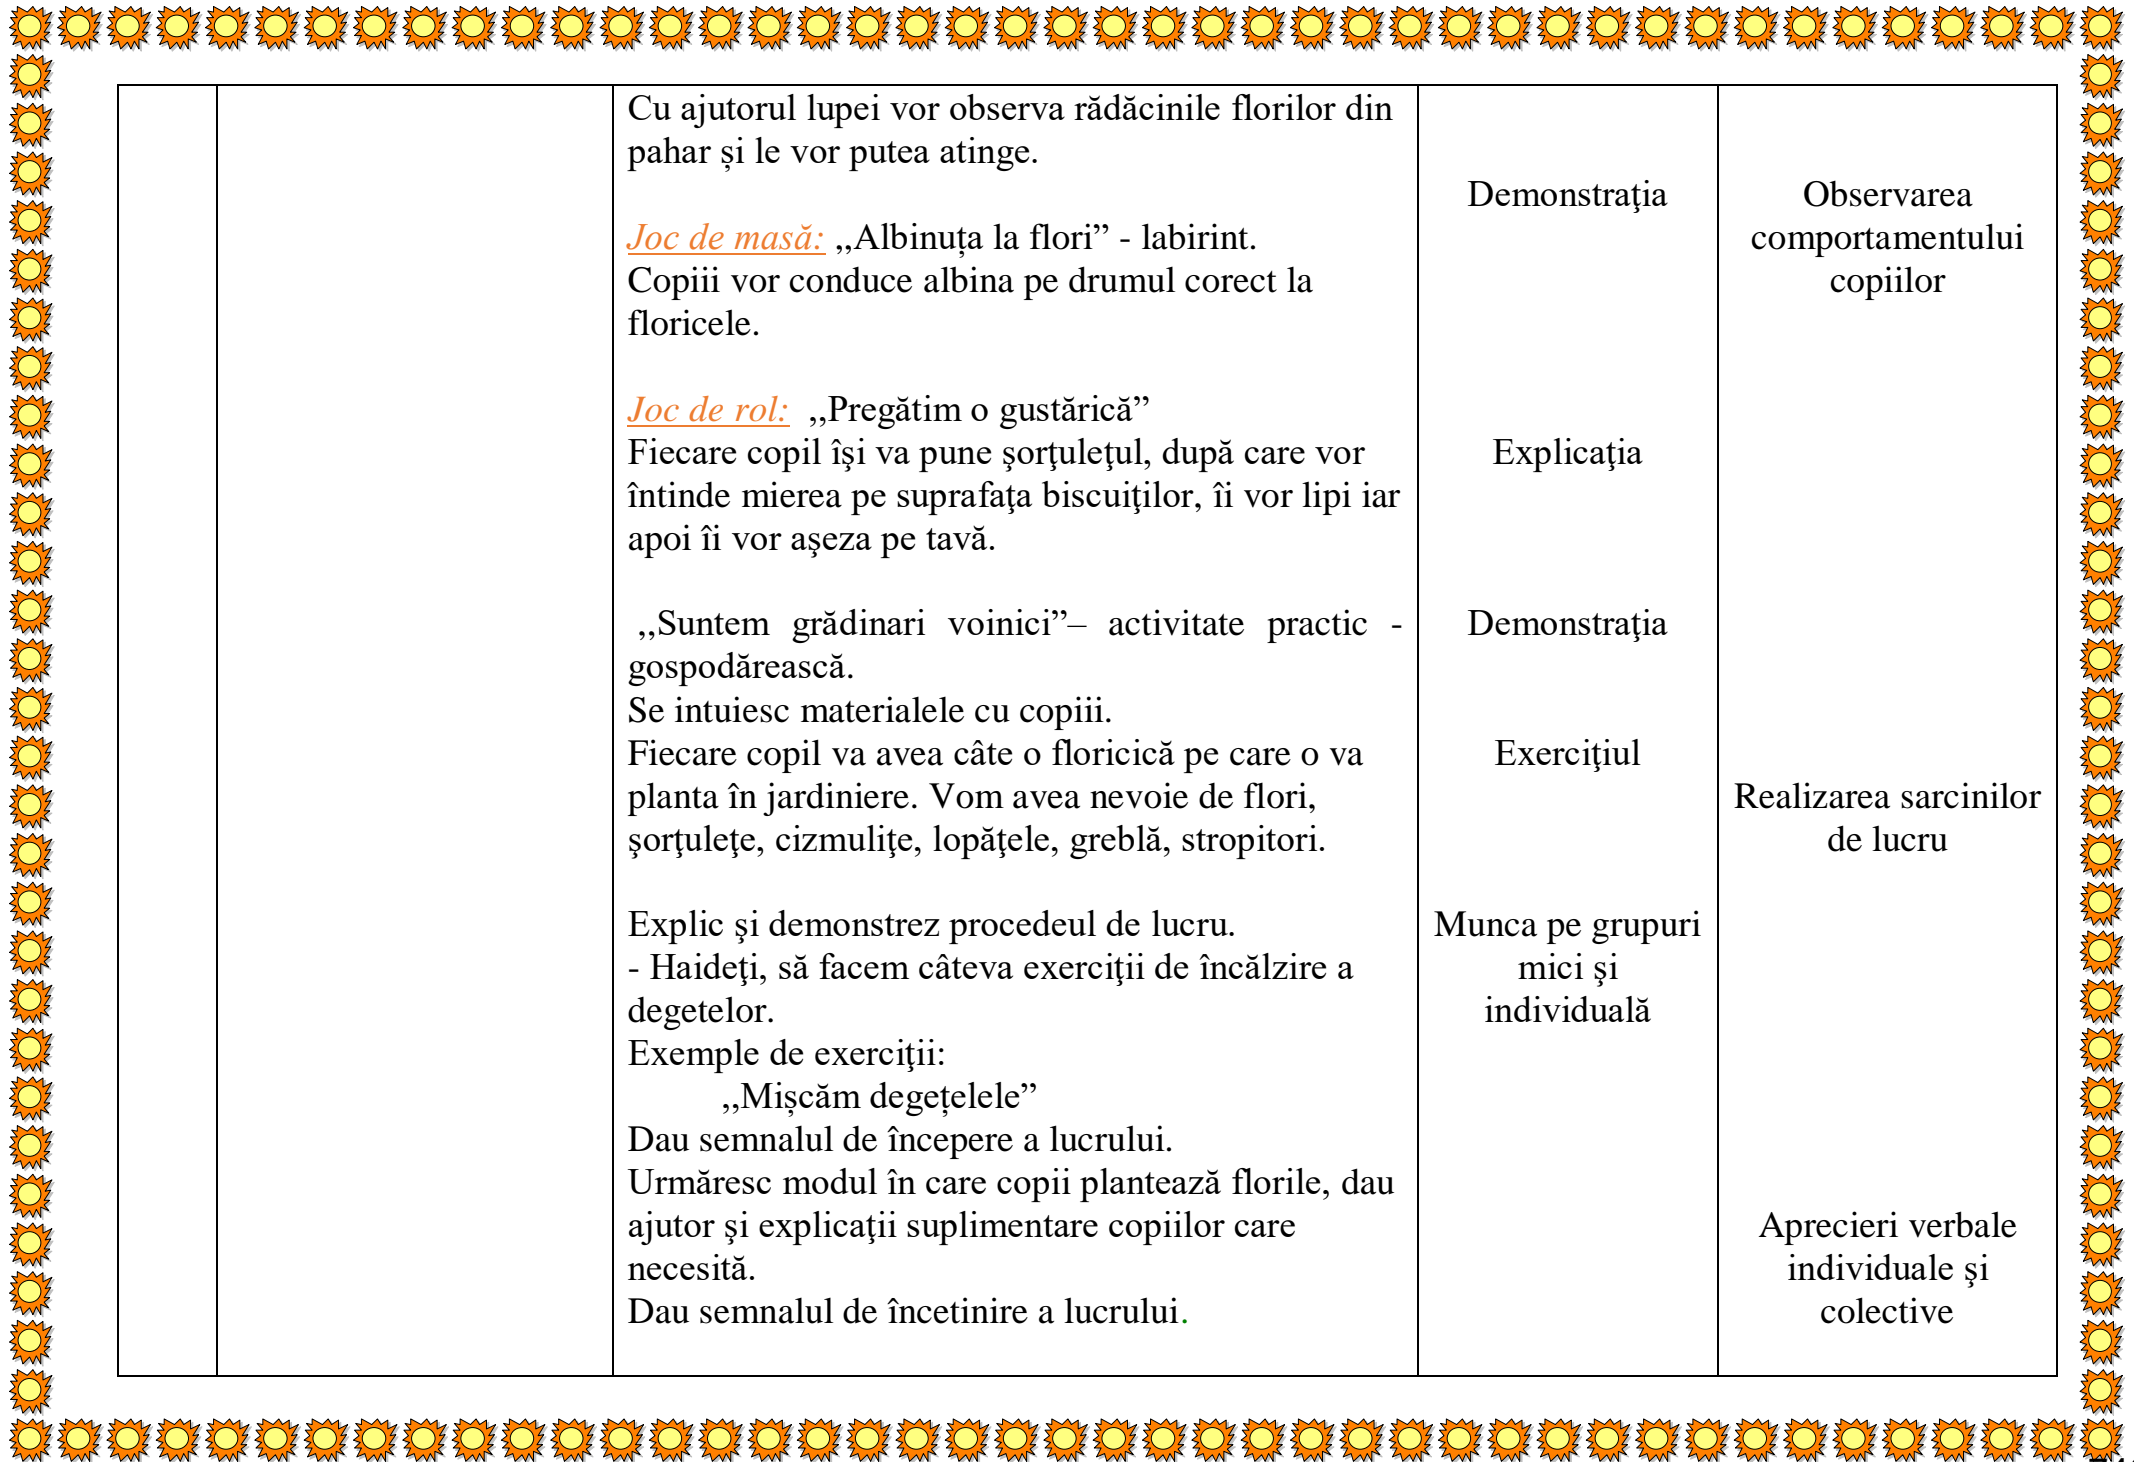 Cu ajutorul lupei vor observa rădăcinile florilor din
pahar și le vor putea atinge.
Joc de masă: ,,Albinuța la flori” - labirint.
Copiii vor conduce albina pe drumul corect la
floricele.
Joc de rol: ,,Pregătim o gustărică”
Fiecare copil îşi va pune şorţuleţul, după care vor
întinde mierea pe suprafaţa biscuiţilor, îi vor lipi iar
apoi îi vor aşeza pe tavă.
,,Suntem grădinari voinici”– activitate practic -
gospodărească.
Se intuiesc materialele cu copiii.
Fiecare copil va avea câte o floricică pe care o va
planta în jardiniere. Vom avea nevoie de flori,
şorţuleţe, cizmuliţe, lopăţele, greblă, stropitori.
Explic şi demonstrez procedeul de lucru.
- Haideţi, să facem câteva exerciţii de încălzire a
degetelor.
Exemple de exerciţii:
,,Mișcăm degețelele”
Dau semnalul de începere a lucrului.
Urmăresc modul în care copii plantează florile, dau
ajutor şi explicaţii suplimentare copiilor care
necesită.
Dau semnalul de încetinire a lucrului.
Demonstraţia
Explicaţia
Demonstraţia
Exerciţiul
Munca pe grupuri
mici şi
individuală
Observarea
comportamentului
copiilor
Realizarea sarcinilor
de lucru
Aprecieri verbale
individuale şi
colective